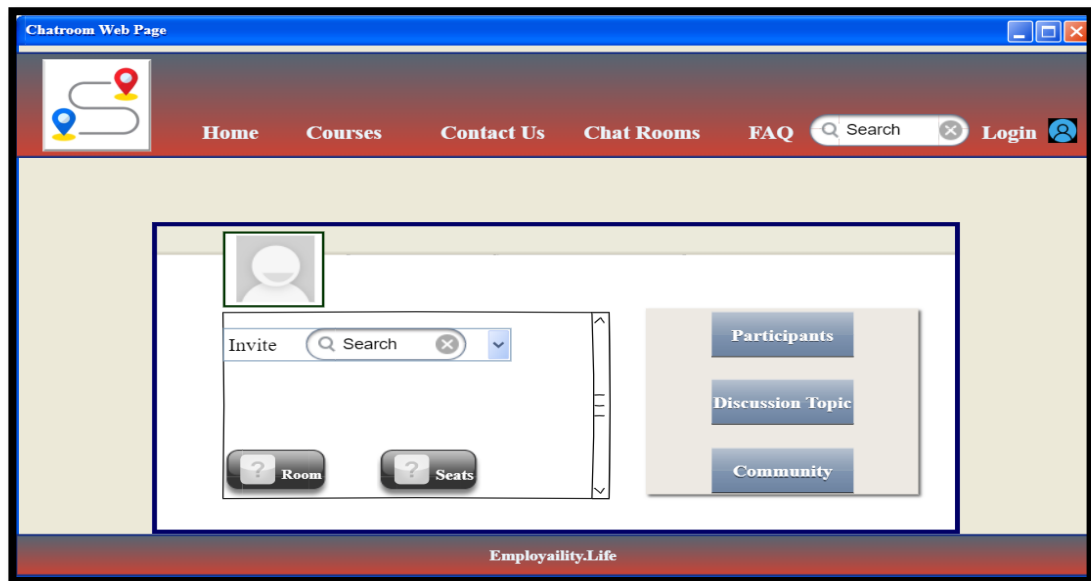 Chatroom Web Page
Home Courses Contact Us Chat Rooms FAQ Search Login
Invite Search
Participants
Discussion Topic
? Room ? Seats
Community
Employaility.Life